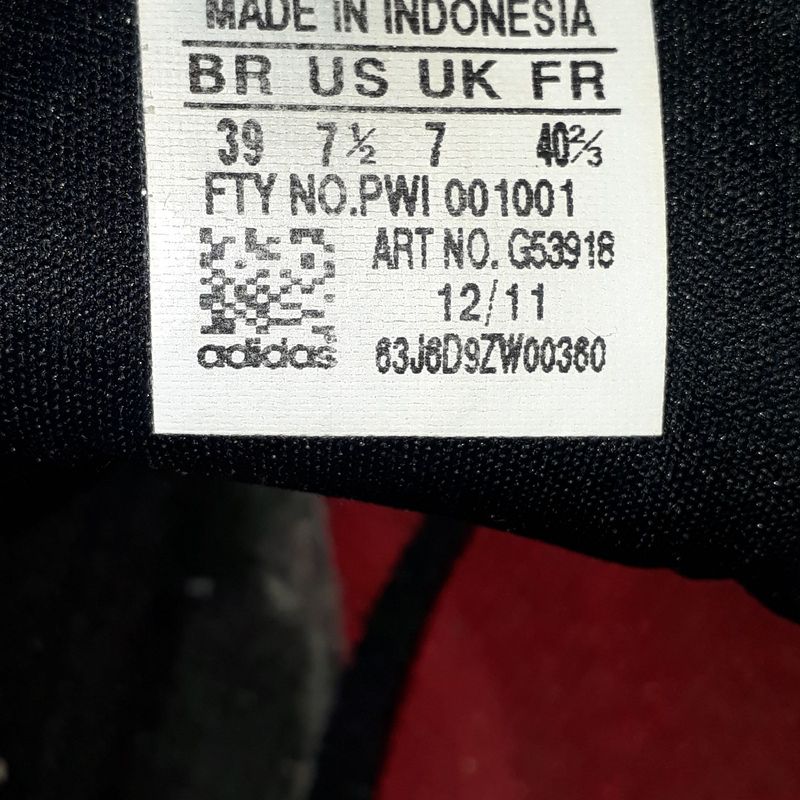 MADE IN INDONESIA
BR US UK FR
39 7½ 7 40⅔
FTY NO.PWI 001001
ART NO. G53918
12/11
adidas 63J6D9ZW00360